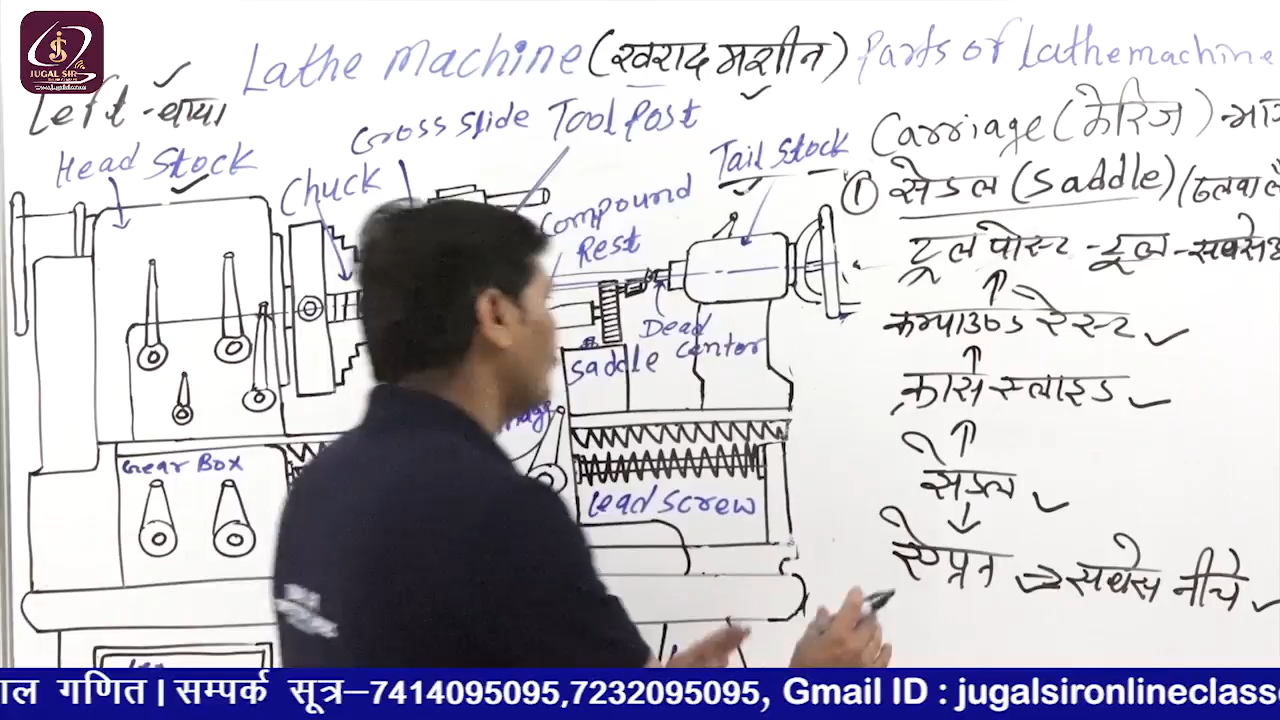 JUGAL SIR
Lathe Machine (खराद मशीन) Parts of lathe machine
Left - बाया
Head Stock
Chuck
Cross slide
Tool Post
Compound
Rest
Tail Stock
Dead
center
Saddle
Gear Box
Lead Screw
Carriage (कैरिज)
① सेडल (Saddle)
टूल पोस्ट - टूल -
कम्पाउण्ड रेस्ट
क्रास स्लाइड
सेडल
ऐप्रन → सबसे नीचे
ाल गणित | सम्पर्क सूत्र–7414095095,7232095095, Gmail ID : jugalsironlineclass